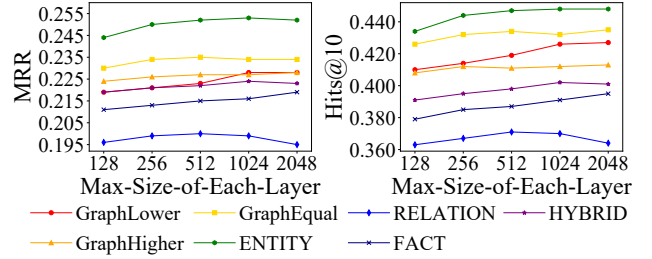 MRR
0.255
0.245
0.235
0.225
0.215
0.205
0.195
128 256 512 1024 2048
Max-Size-of-Each-Layer
Hits@10
0.440
0.420
0.400
0.380
0.360
128 256 512 1024 2048
Max-Size-of-Each-Layer
GraphLower GraphEqual RELATION HYBRID
GraphHigher ENTITY FACT